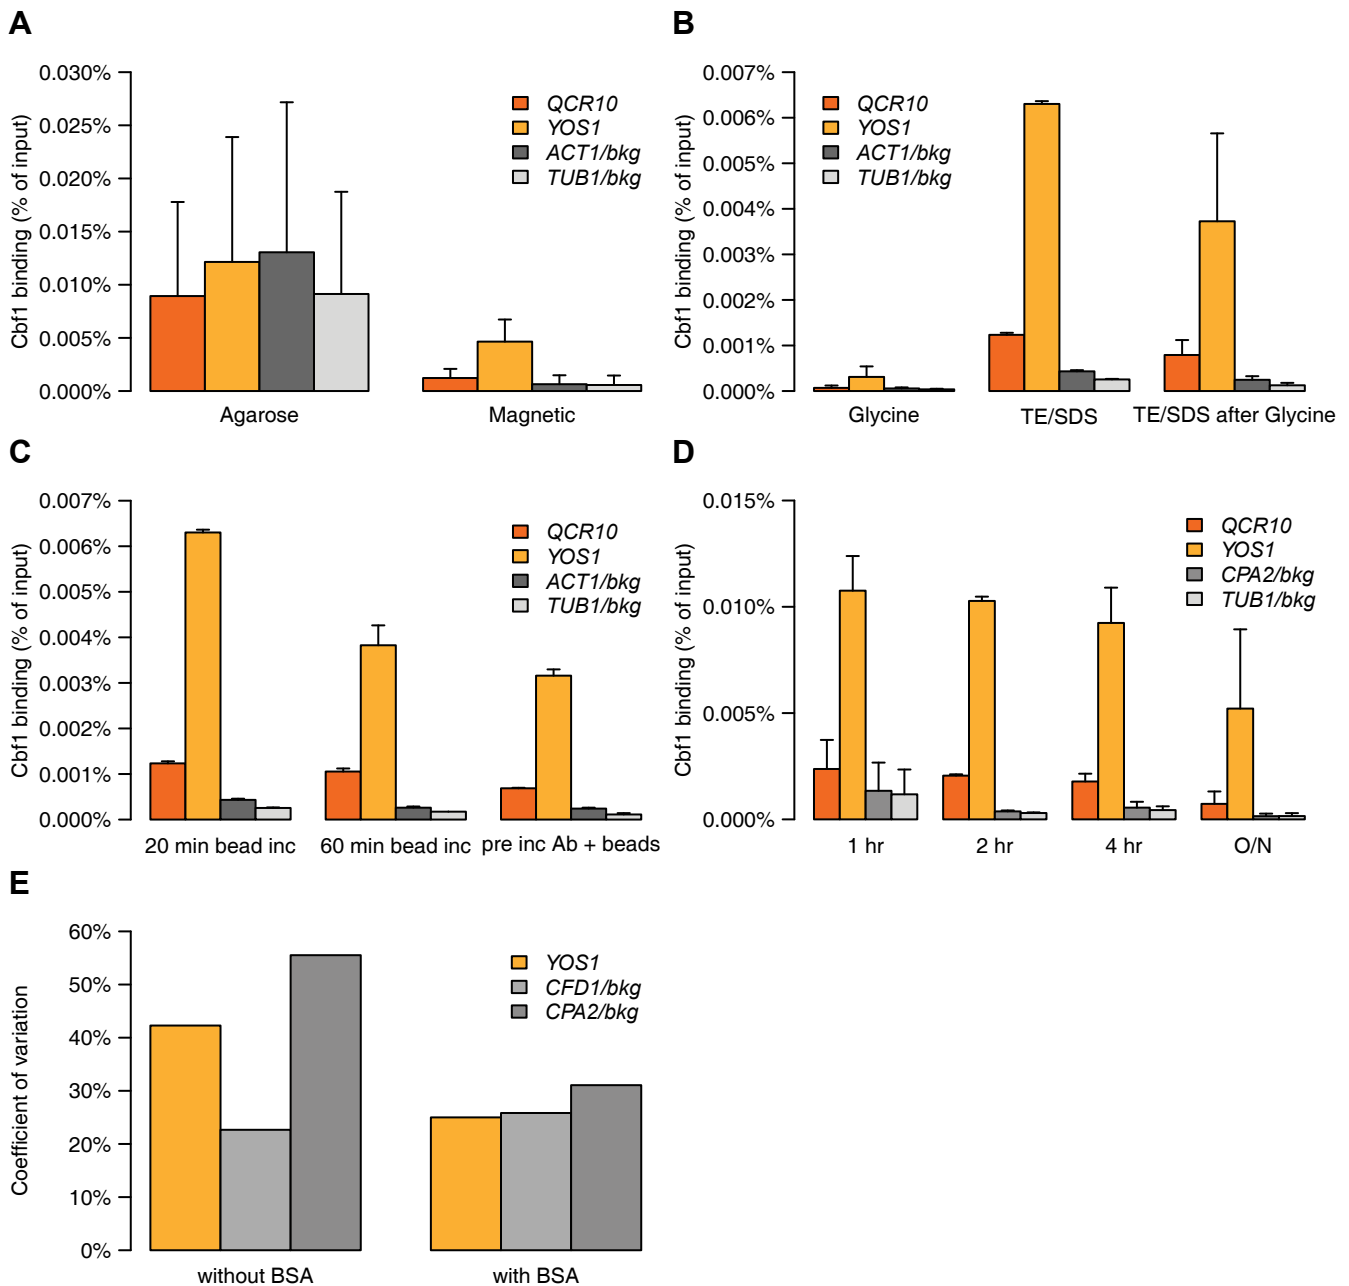 A
Cbf1 binding (% of input)
0.030%
0.025%
0.020%
0.015%
0.010%
0.005%
0.000%
QCR10
YOS1
ACT1/bkg
TUB1/bkg
Agarose
Magnetic
B
Cbf1 binding (% of input)
0.007%
0.006%
0.005%
0.004%
0.003%
0.002%
0.001%
0.000%
QCR10
YOS1
ACT1/bkg
TUB1/bkg
Glycine
TE/SDS
TE/SDS after Glycine
C
Cbf1 binding (% of input)
0.007%
0.006%
0.005%
0.004%
0.003%
0.002%
0.001%
0.000%
QCR10
YOS1
ACT1/bkg
TUB1/bkg
20 min bead inc
60 min bead inc
pre inc Ab + beads
D
Cbf1 binding (% of input)
0.015%
0.010%
0.005%
0.000%
QCR10
YOS1
CPA2/bkg
TUB1/bkg
1 hr
2 hr
4 hr
O/N
E
Coefficient of variation
60%
50%
40%
30%
20%
10%
0%
YOS1
CFD1/bkg
CPA2/bkg
without BSA
with BSA